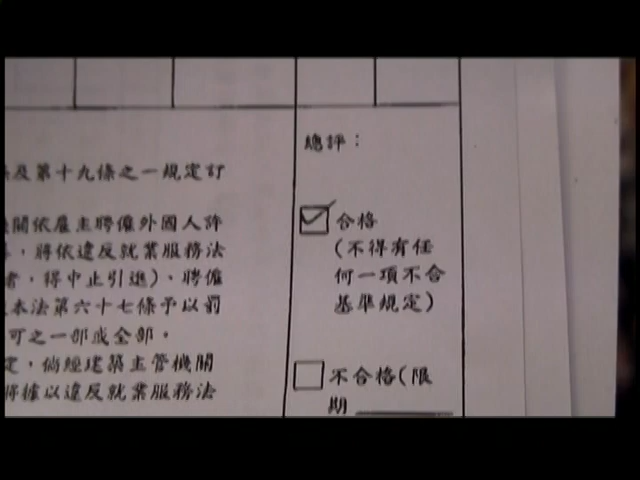 及第十九條之一規定訂
關依雇主聘僱外國人許
，將依違反就業服務法
者，得中止引進）、聘僱
本法第六十七條予以罰
可之一部或全部。
定，倘經建築主管機關
將據以違反就業服務法
總評：
合格
(不得有任
何一項不合
基準規定)
不合格(限
期